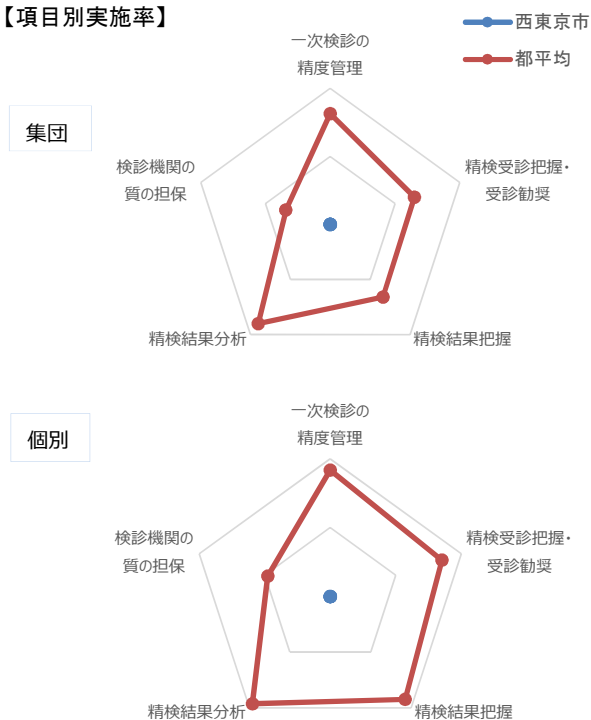 【項目別実施率】
西東京市
都平均
集団
一次検診の
精度管理
精検受診把握・
受診勧奨
精検結果把握
精検結果分析
検診機関の
質の担保
個別
一次検診の
精度管理
精検受診把握・
受診勧奨
精検結果把握
精検結果分析
検診機関の
質の担保